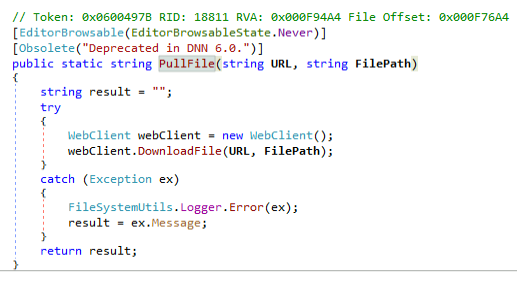 // Token: 0x0600497B RID: 18811 RVA: 0x000F94A4 File Offset: 0x000F76A4
[EditorBrowsable(EditorBrowsableState.Never)]
[Obsolete("Deprecated in DNN 6.0.")]
public static string PullFile(string URL, string FilePath)
{
    string result = "";
    try
    {
        WebClient webClient = new WebClient();
        webClient.DownloadFile(URL, FilePath);
    }
    catch (Exception ex)
    {
        FileSystemUtils.Logger.Error(ex);
        result = ex.Message;
    }
    return result;
}